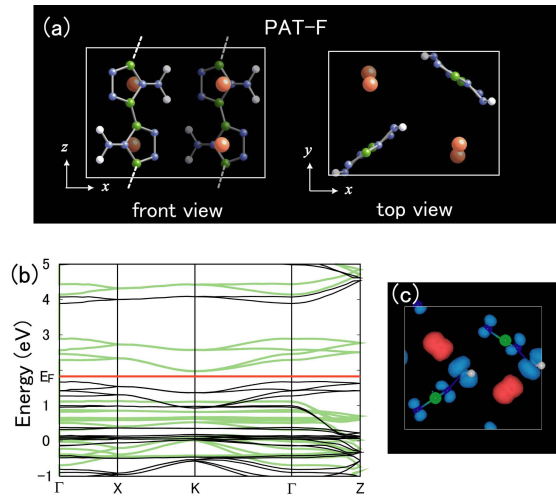 (a)
PAT-F
z
x
front view
y
x
top view
(b)
5
4
3
2
EF
1
0
-1
Energy (eV)
Γ
X
K
Γ
Z
(c)